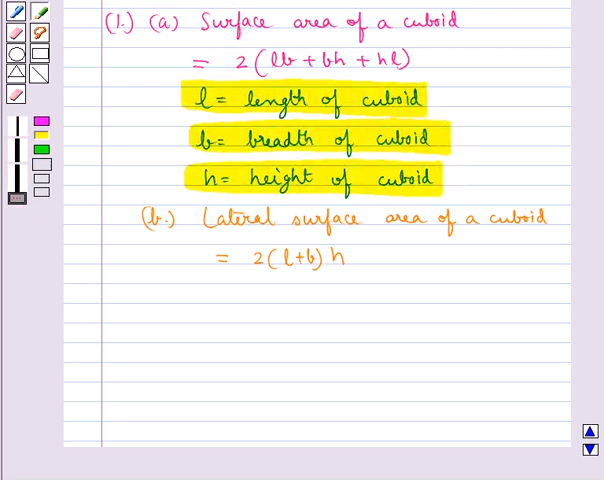 (1.) (a) Surface area of a cuboid
= 2(lb + bh + hl)
l = length of cuboid
b = breadth of cuboid
h = height of cuboid
(b.) Lateral surface area of a cuboid
= 2(l+b)h